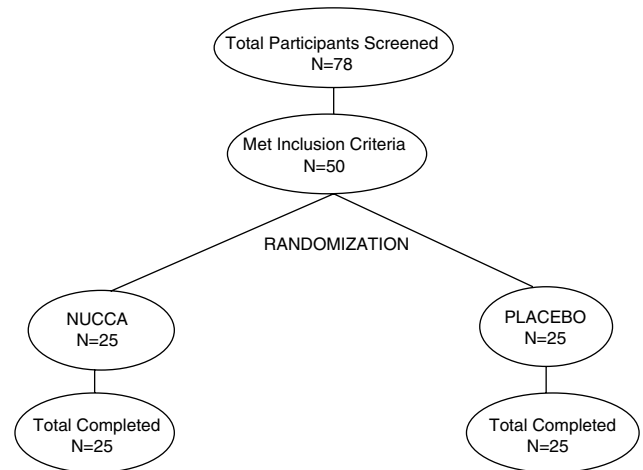 Total Participants Screened
N=78
Met Inclusion Criteria
N=50
RANDOMIZATION
NUCCA
N=25
PLACEBO
N=25
Total Completed
N=25
Total Completed
N=25